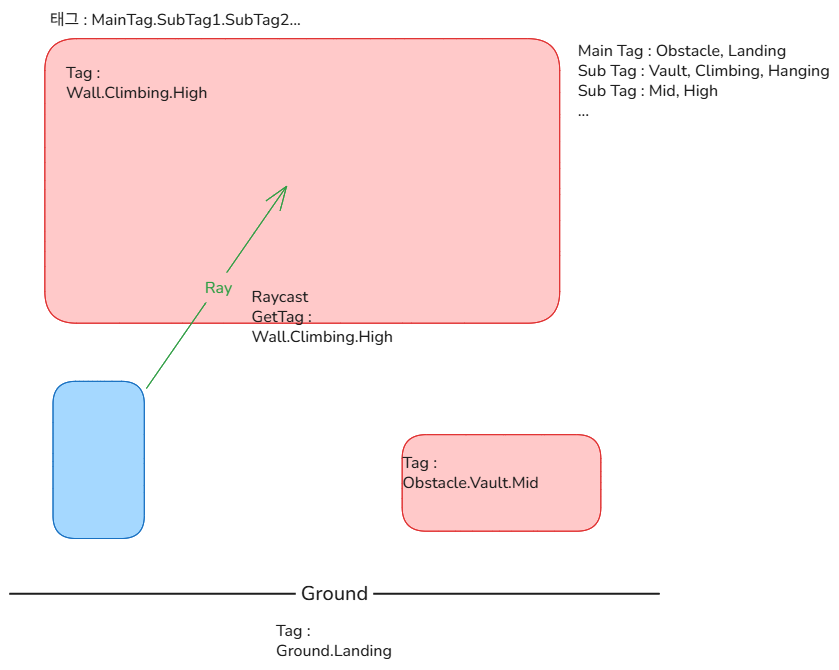 태그 : MainTag.SubTag1.SubTag2...
Main Tag : Obstacle, Landing
Sub Tag : Vault, Climbing, Hanging
Sub Tag : Mid, High
...
Tag :
Wall.Climbing.High
Ray
Raycast
GetTag :
Wall.Climbing.High
Tag :
Obstacle.Vault.Mid
Ground
Tag :
Ground.Landing